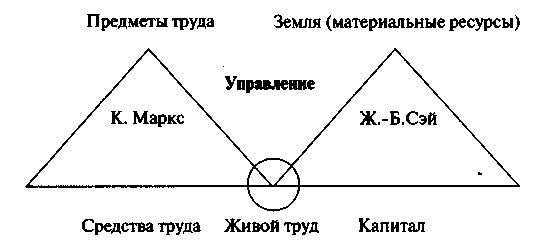 Предметы труда
Земля (материальные ресурсы)
Управление
К. Маркс
Ж.-Б.Сэй
Средства труда
Живой труд
Капитал